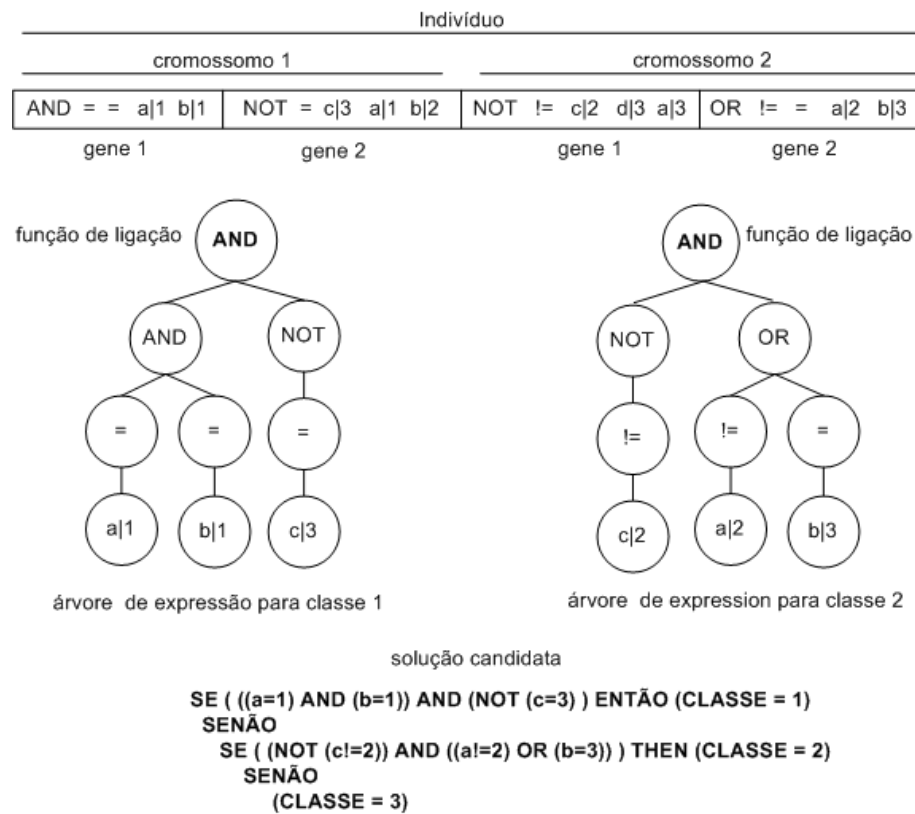 Indivíduo
cromossomo 1 cromossomo 2
AND = = a|1 b|1 NOT = c|3 a|1 b|2 NOT != c|2 d|3 a|3 OR != = a|2 b|3
gene 1 gene 2 gene 1 gene 2
função de ligação AND AND função de ligação
AND NOT NOT OR
= = = != != =
a|1 b|1 c|3 c|2 a|2 b|3
árvore de expressão para classe 1 árvore de expression para classe 2
solução candidata
SE ( ((a=1) AND (b=1)) AND (NOT (c=3) ) ENTÃO (CLASSE = 1)
SENÃO
SE ( (NOT (c!=2)) AND ((a!=2) OR (b=3)) ) THEN (CLASSE = 2)
SENÃO
(CLASSE = 3)